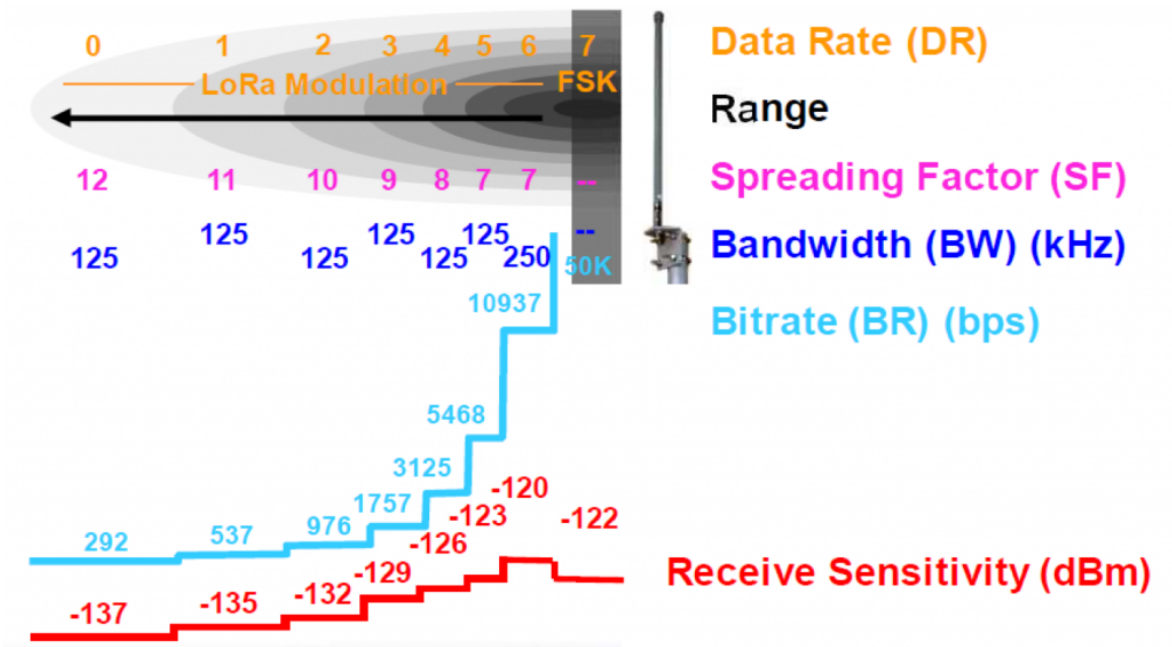 0 1 2 3 4 5 6 7 Data Rate (DR)
LoRa Modulation FSK
Range
12 11 10 9 8 7 7 -- Spreading Factor (SF)
125 125 125 --
125 125 125 250 Bandwidth (BW) (kHz)
50K
10937
Bitrate (BR) (bps)
5468
3125
1757
976
537
292
-120
-123 -122
-126
-129
Receive Sensitivity (dBm)
-132
-135
-137